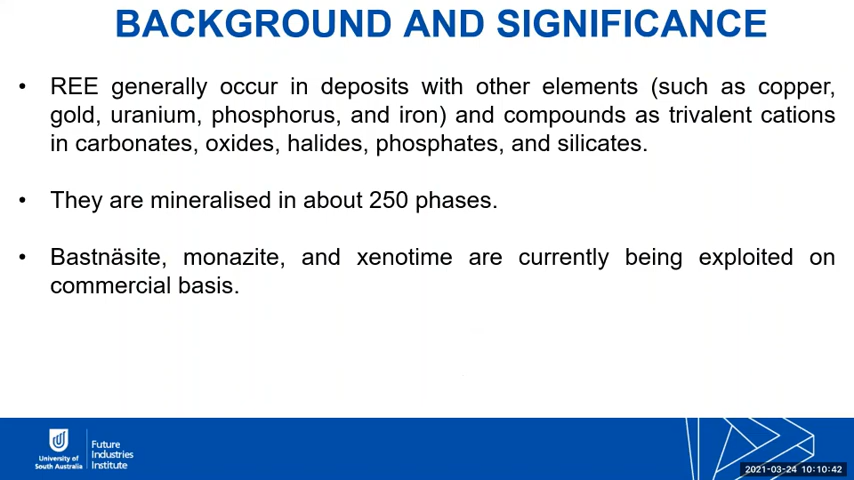 BACKGROUND AND SIGNIFICANCE
• REE generally occur in deposits with other elements (such as copper,
gold, uranium, phosphorus, and iron) and compounds as trivalent cations
in carbonates, oxides, halides, phosphates, and silicates.
• They are mineralised in about 250 phases.
• Bastnäsite, monazite, and xenotime are currently being exploited on
commercial basis.
University of
South Australia
Future
Industries
Institute
2021-03-24 10:10:42